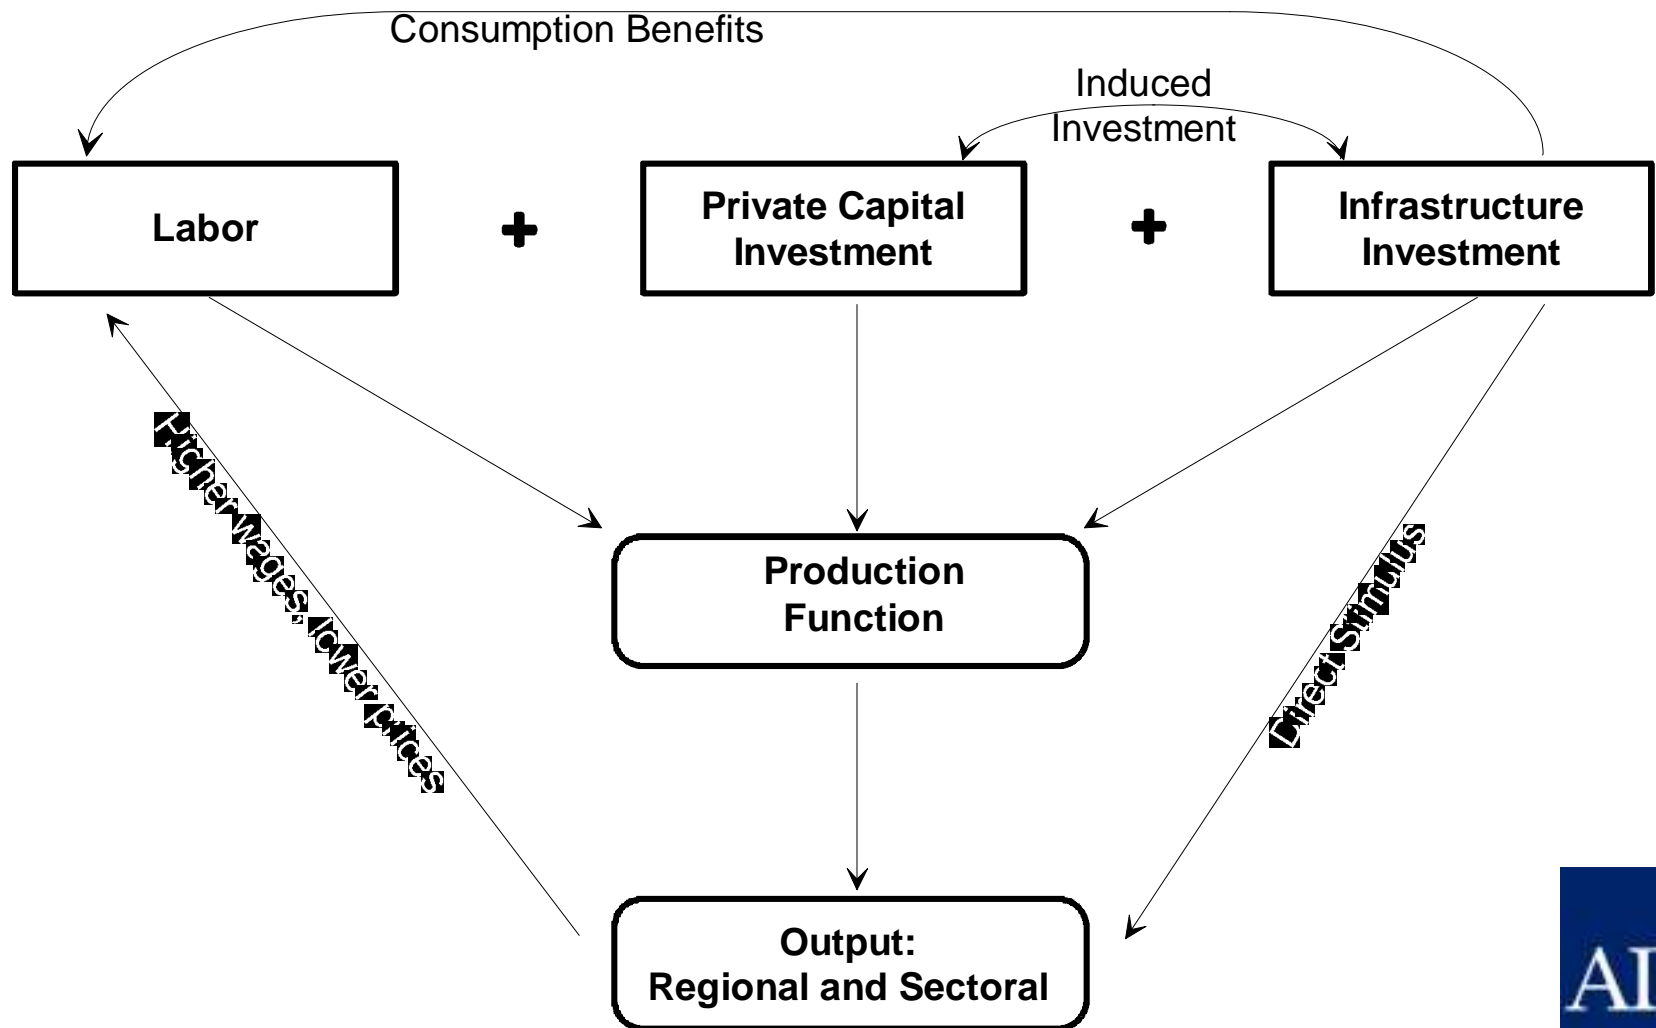 Consumption Benefits
Induced
Investment
Labor
+
Private Capital
Investment
+
Infrastructure
Investment
Higher wages, lower prices
Direct Stimulus
Production
Function
Output:
Regional and Sectoral